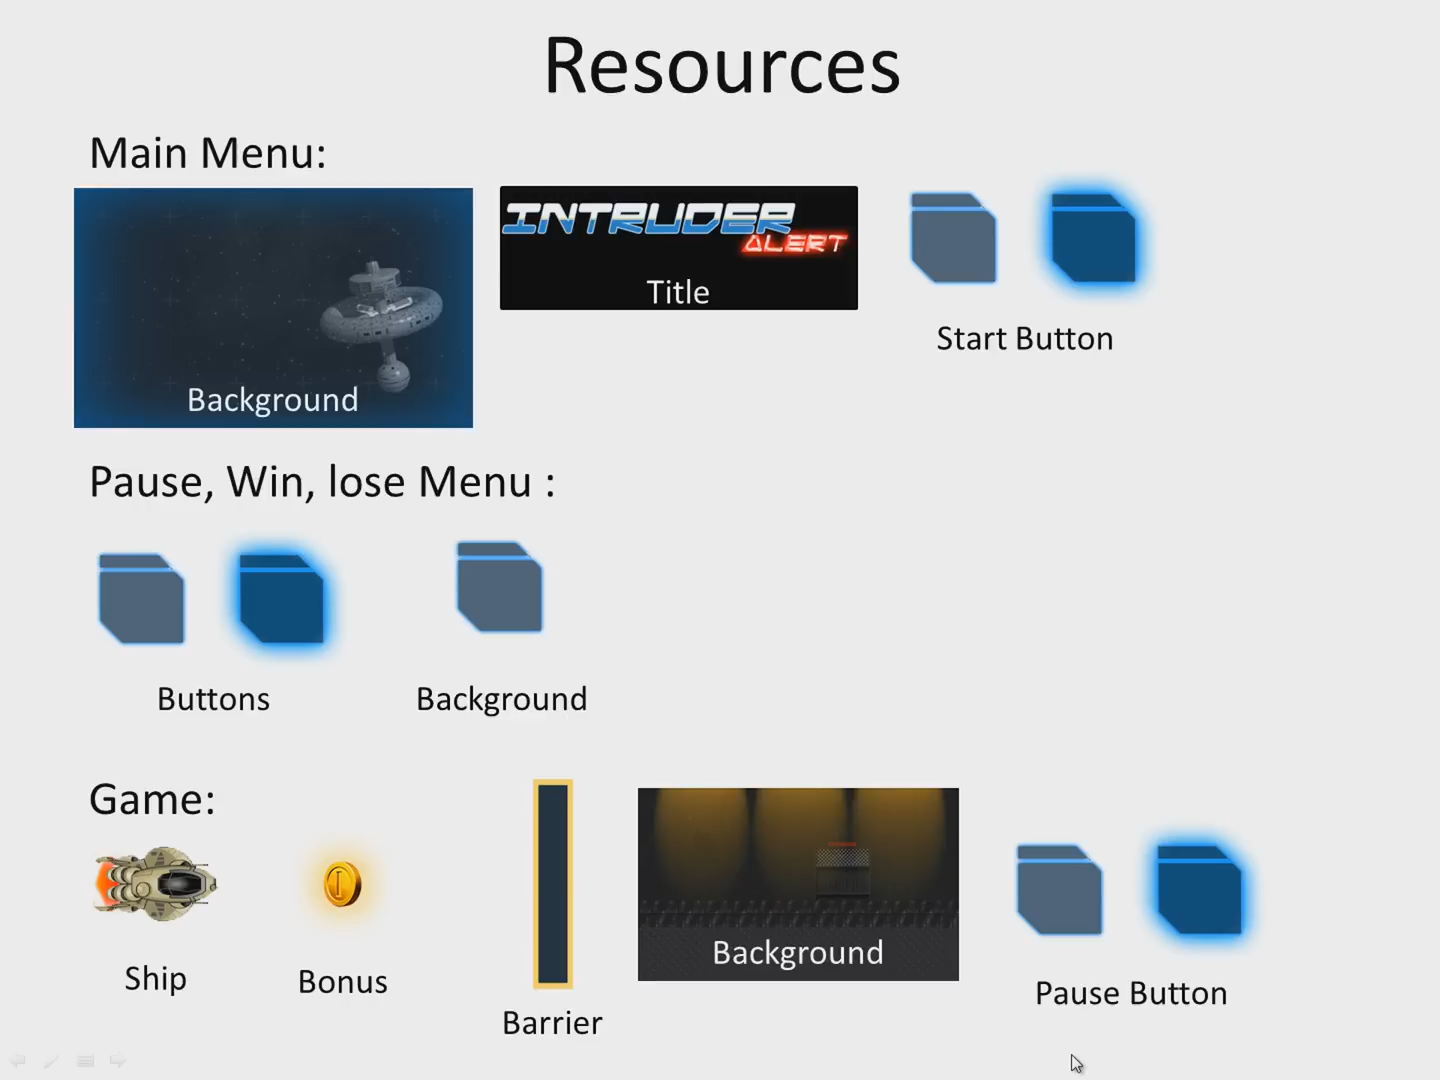 Resources
Main Menu:
Background
INTRUDER
ALERT
Title
Start Button
Pause, Win, lose Menu :
Buttons
Background
Game:
Ship
Bonus
Barrier
Background
Pause Button